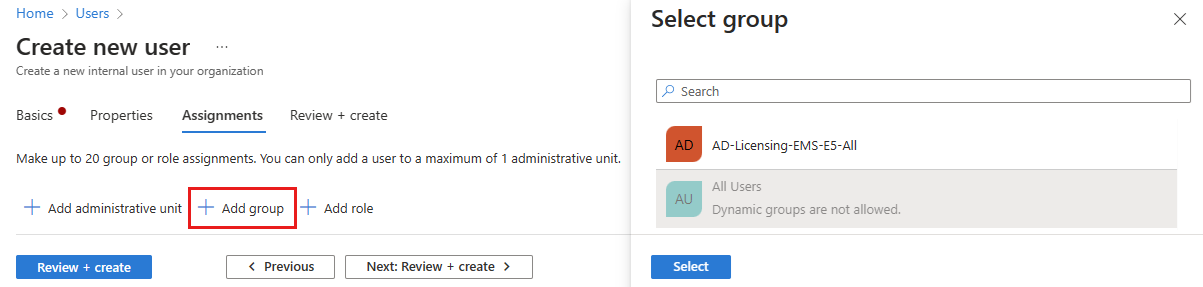 Home > Users >
Create new user ...
Create a new internal user in your organization
Basics Properties Assignments Review + create
Make up to 20 group or role assignments. You can only add a user to a maximum of 1 administrative unit.
+ Add administrative unit + Add group + Add role
Review + create < Previous Next: Review + create >
Select group
Search
AD AD-Licensing-EMS-E5-All
All Users
AU
Dynamic groups are not allowed.
Select